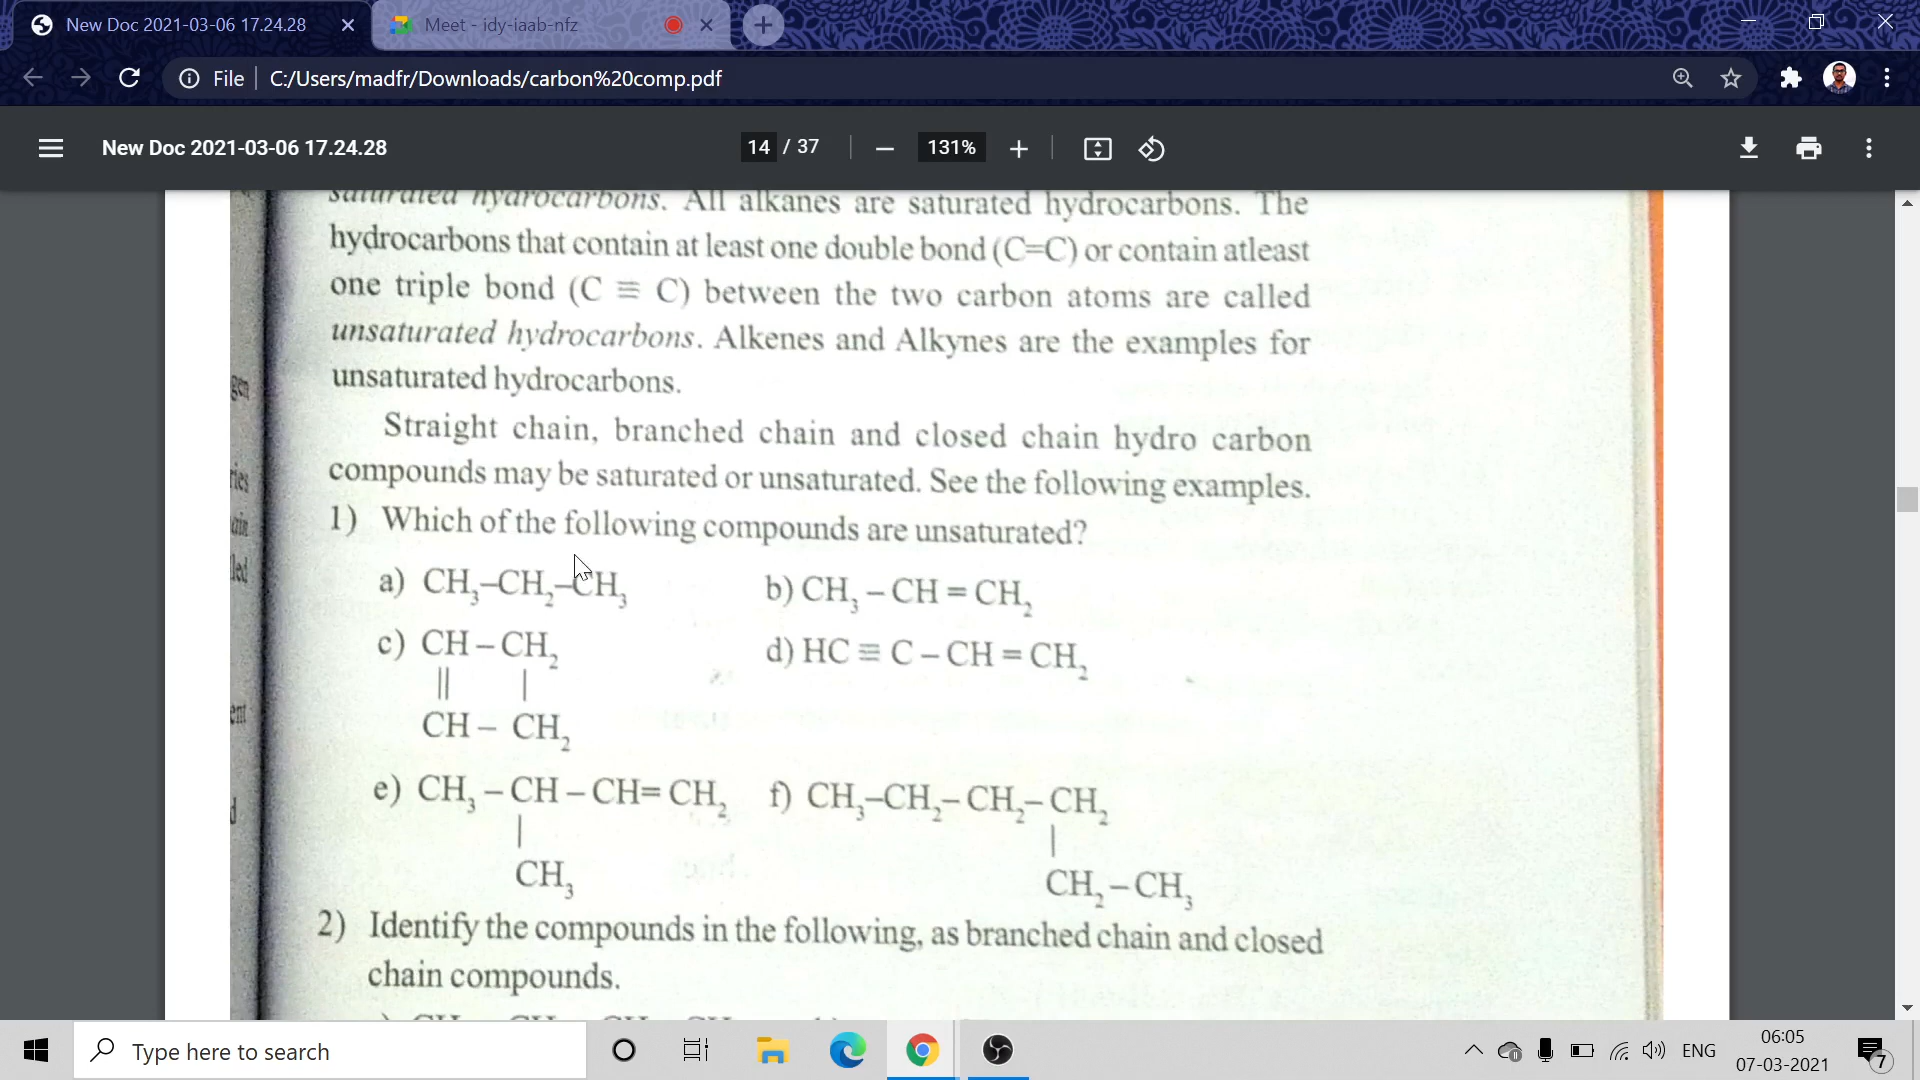 New Doc 2021-03-06 17.24.28
Meet - idy-iaab-nfz
File
C:/Users/madfr/Downloads/carbon%20comp.pdf
New Doc 2021-03-06 17.24.28
14 / 37
131%
saturated hydrocarbons. All alkanes are saturated hydrocarbons. The
hydrocarbons that contain at least one double bond (C=C) or contain atleast
one triple bond (C ≡ C) between the two carbon atoms are called
unsaturated hydrocarbons. Alkenes and Alkynes are the examples for
unsaturated hydrocarbons.
Straight chain, branched chain and closed chain hydro carbon
compounds may be saturated or unsaturated. See the following examples.
1) Which of the following compounds are unsaturated?
a) CH₃–CH₂–CH₃ b) CH₃ – CH = CH₂
c) CH – CH₂ d) HC ≡ C – CH = CH₂
|| |
CH – CH₂
e) CH₃ – CH – CH= CH₂ f) CH₃–CH₂– CH₂– CH₂
| |
CH₃ CH₂ – CH₃
2) Identify the compounds in the following, as branched chain and closed
chain compounds.
Type here to search
ENG
06:05
07-03-2021
7